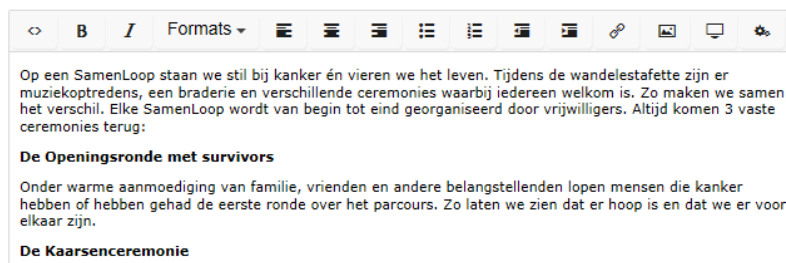 B I Formats
Op een SamenLoop staan we stil bij kanker én vieren we het leven. Tijdens de wandelestafette zijn er
muziekoptredens, een braderie en verschillende ceremonies waarbij iedereen welkom is. Zo maken we samen
het verschil. Elke SamenLoop wordt van begin tot eind georganiseerd door vrijwilligers. Altijd komen 3 vaste
ceremonies terug:
De Openingsronde met survivors
Onder warme aanmoediging van familie, vrienden en andere belangstellenden lopen mensen die kanker
hebben of hebben gehad de eerste ronde over het parcours. Zo laten we zien dat er hoop is en dat we er voor
elkaar zijn.
De Kaarsenceremonie